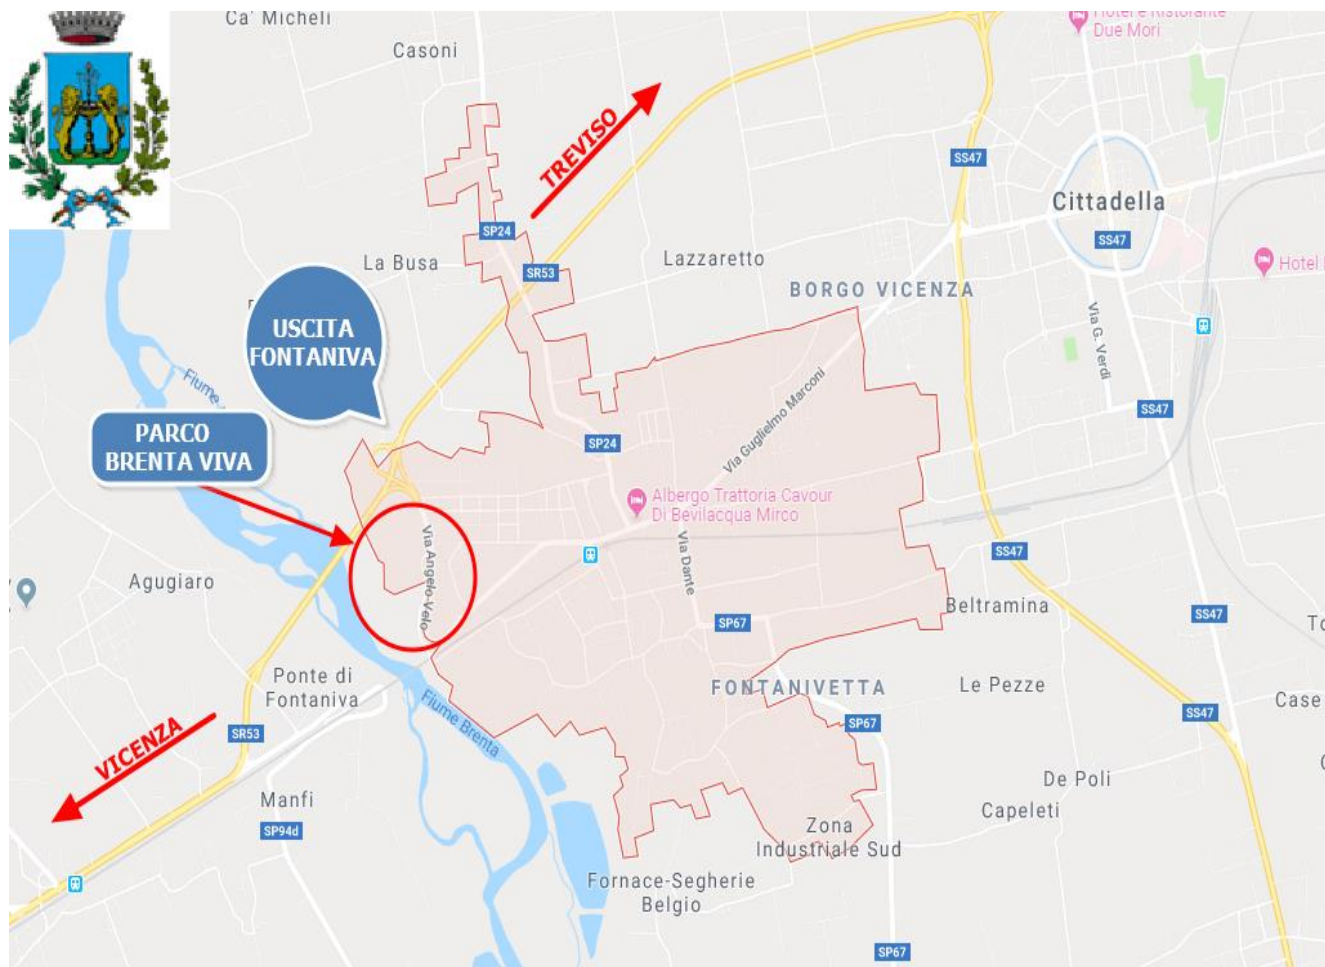 Ca' Micheli
Casoni
Hotel e Ristorante
Due Mori
TREVISO
SS47
Cittadella
SS47
SP24
La Busa
SR53
Lazzaretto
Hotel
BORGO VICENZA
USCITA
FONTANIVA
Via G. Verdi
Fiume
Via Guglielmo Marconi
SS47
PARCO
BRENTA VIVA
SP24
Albergo Trattoria Cavour
Di Bevilacqua Mirco
Via Angelo Velo
Via Dante
SS47
Agugiaro
Beltramina
SS47
SP67
Ponte di
Fontaniva
FONTANIVETTA
Le Pezze
Case
Fiume Brenta
SS47
SP67
VICENZA
SR53
De Poli
Manfi
Capeleti
SP94d
Zona
Industriale Sud
Fornace-Segherie
Belgio
SP67